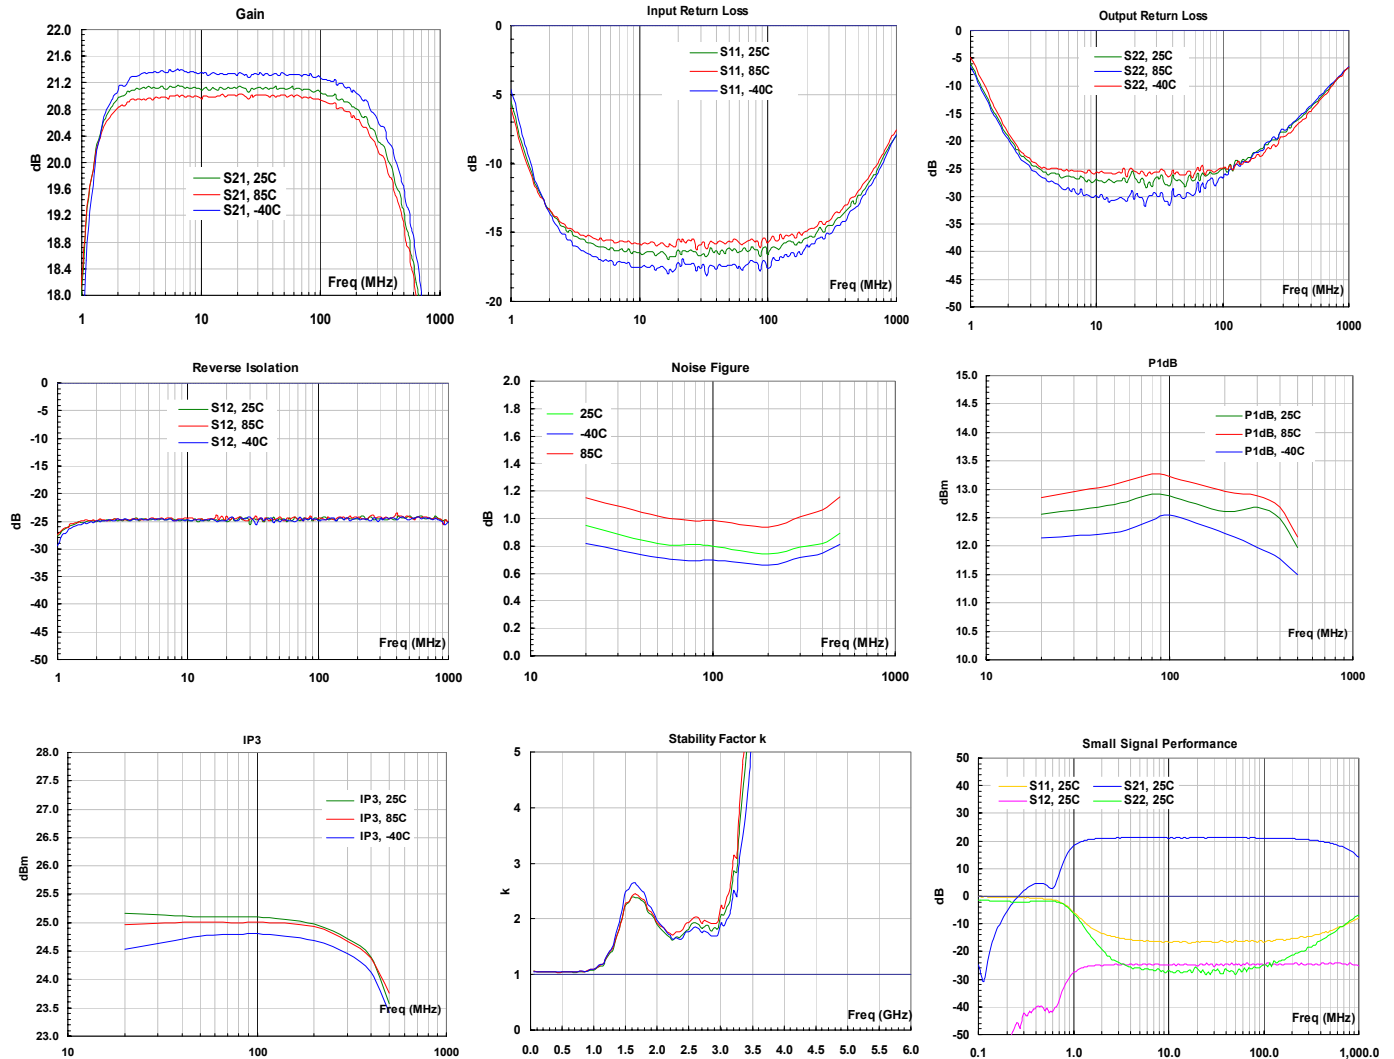 Gain
22.0
21.6
21.2
20.8
20.4
20.0
19.6
19.2
18.8
18.4
18.0
dB
S21, 25C
S21, 85C
S21, -40C
Freq (MHz)
1
10
100
1000
Input Return Loss
0
-5
-10
-15
-20
dB
S11, 25C
S11, 85C
S11, -40C
Freq (MHz)
1
10
100
1000
Output Return Loss
0
-5
-10
-15
-20
-25
-30
-35
-40
-45
-50
dB
S22, 25C
S22, 85C
S22, -40C
Freq (MHz)
1
10
100
1000
Reverse Isolation
0
-5
-10
-15
-20
-25
-30
-35
-40
-45
-50
dB
S12, 25C
S12, 85C
S12, -40C
Freq (MHz)
1
10
100
1000
Noise Figure
2.0
1.8
1.6
1.4
1.2
1.0
0.8
0.6
0.4
0.2
0.0
dB
25C
-40C
85C
Freq (MHz)
10
100
1000
P1dB
15.0
14.5
14.0
13.5
13.0
12.5
12.0
11.5
11.0
10.5
10.0
dBm
P1dB, 25C
P1dB, 85C
P1dB, -40C
Freq (MHz)
10
100
1000
IP3
28.0
27.5
27.0
26.5
26.0
25.5
25.0
24.5
24.0
23.5
23.0
dBm
IP3, 25C
IP3, 85C
IP3, -40C
Freq (MHz)
10
100
1000
Stability Factor k
5
4
3
2
1
0
k
Freq (GHz)
0.0
0.5
1.0
1.5
2.0
2.5
3.0
3.5
4.0
4.5
5.0
5.5
6.0
Small Signal Performance
50
40
30
20
10
0
-10
-20
-30
-40
-50
dB
S11, 25C
S21, 25C
S12, 25C
S22, 25C
Freq (MHz)
0.1
1.0
10.0
100.0
1,000.0